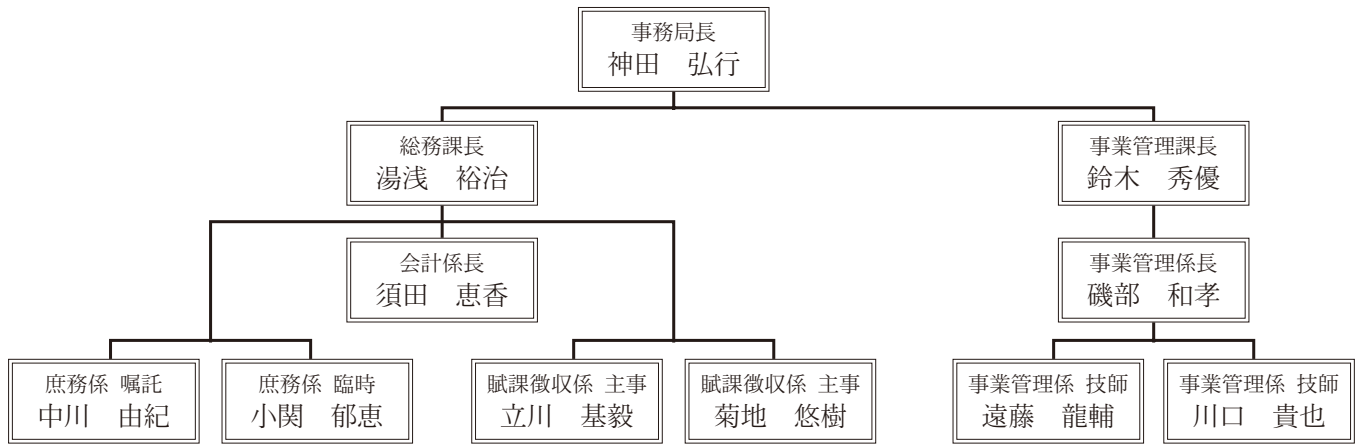 事務局長
神田　弘行
総務課長
湯浅　裕治
事業管理課長
鈴木　秀優
会計係長
須田　恵香
事業管理係長
磯部　和孝
庶務係 嘱託
中川　由紀
庶務係 臨時
小関　郁恵
賦課徴収係 主事
立川　基毅
賦課徴収係 主事
菊地　悠樹
事業管理係 技師
遠藤　龍輔
事業管理係 技師
川口　貴也